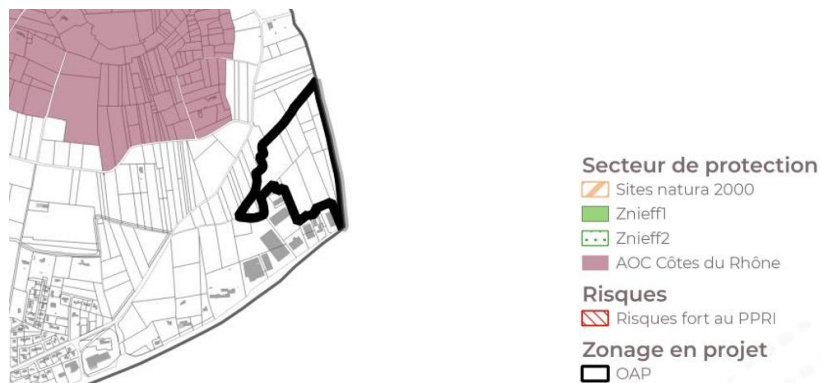 Secteur de protection
Sites natura 2000
Znieff1
Znieff2
AOC Côtes du Rhône
Risques
Risques fort au PPRI
Zonage en projet
OAP